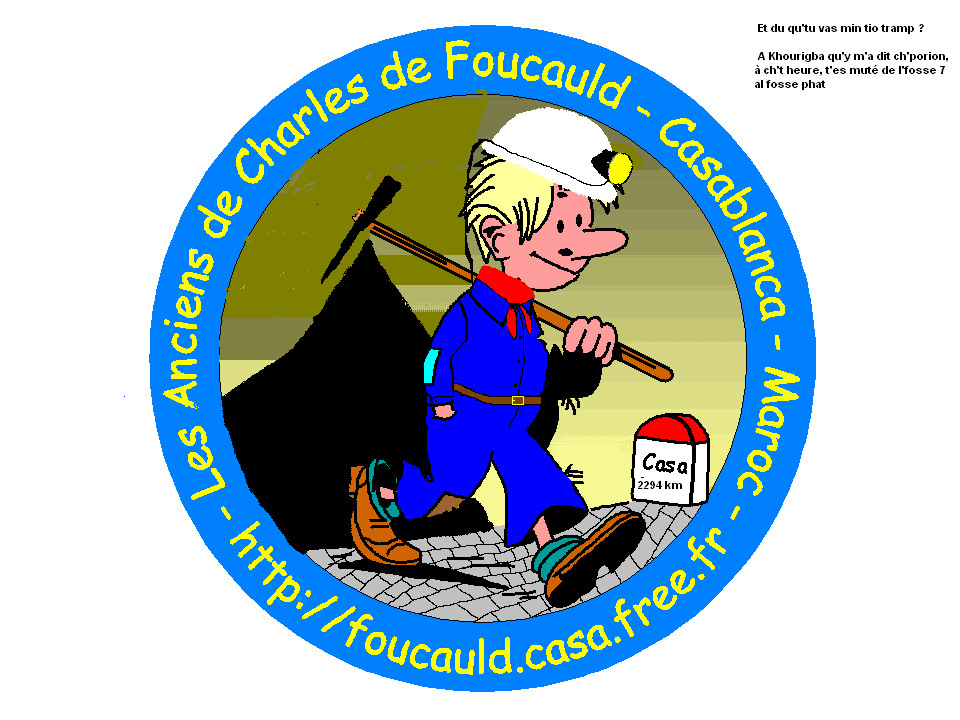 Et du qu'tu vas min tio tramp ?
A Khourigba qu'y m'a dit ch'porion,
à ch't heure, t'es muté de l'fosse 7
al fosse phat
Les Anciens de Charles de Foucauld - Casablanca - Maroc - http://foucauld.casa.free.fr -
Casa
2294 km